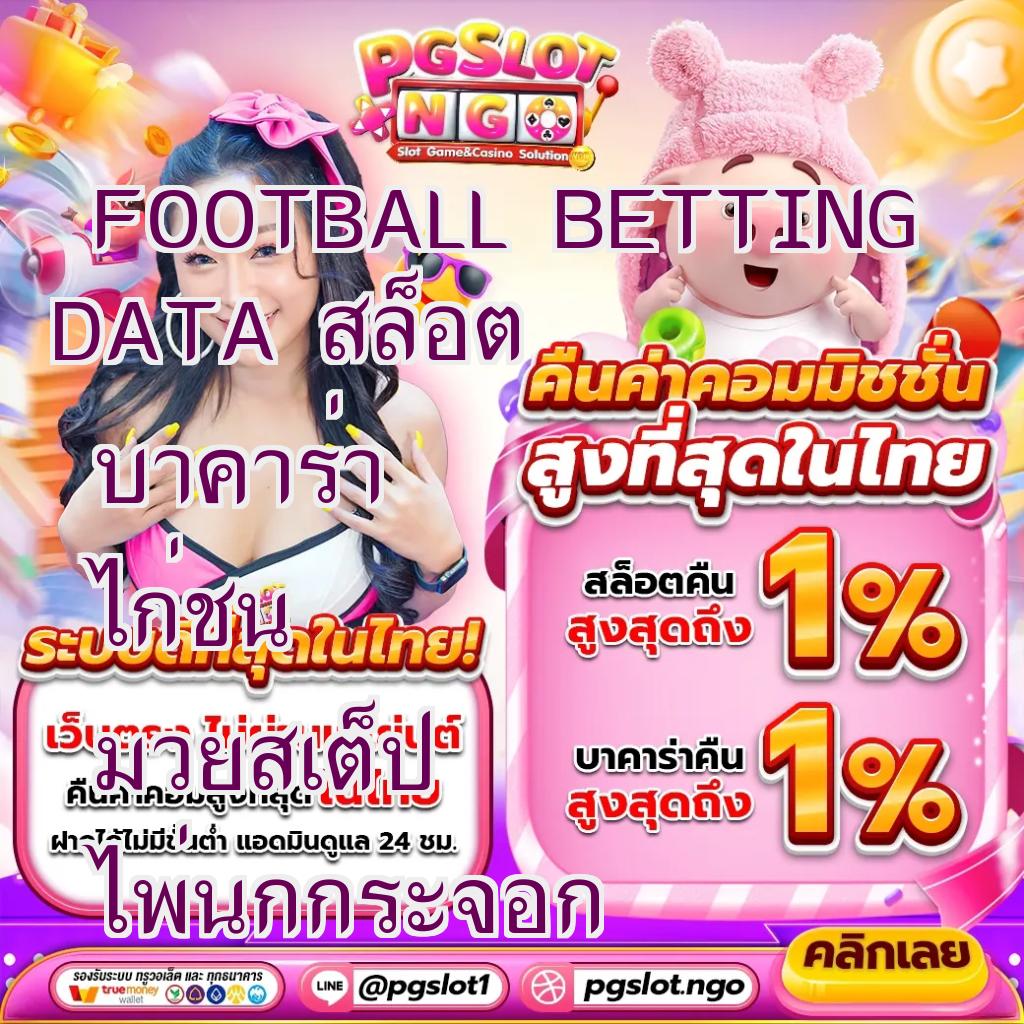 PGSLOT
NGO
Slot Game&Casino Solution
FOOTBALL BETTING
DATA สล็อต
บาคาร่า
ไก่ชน
มวยสเต็ป
ไพ่นกกระจอก
คืนค่าคอมมิชชั่น
สูงที่สุดในไทย
สล็อตคืน
สูงสุดถึง
1%
บาคาร่าคืน
สูงสุดถึง
1%
ในไทย!
แอดมินดูแล 24 ชม.
คลิกเลย
รองรับระบบ ทรูวอเล็ต และ ทุกธนาคาร
truemoney
wallet
LINE @pgslot1
pgslot.ngo